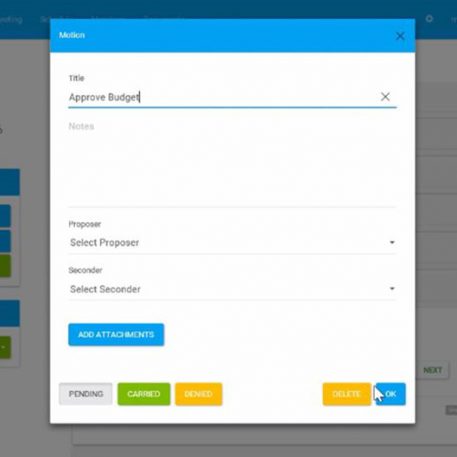 Motion
Title
Approve Budget
Notes
Proposer
Select Proposer
Seconder
Select Seconder
ADD ATTACHMENTS
PENDING CARRIED DENIED DELETE OK
NEXT